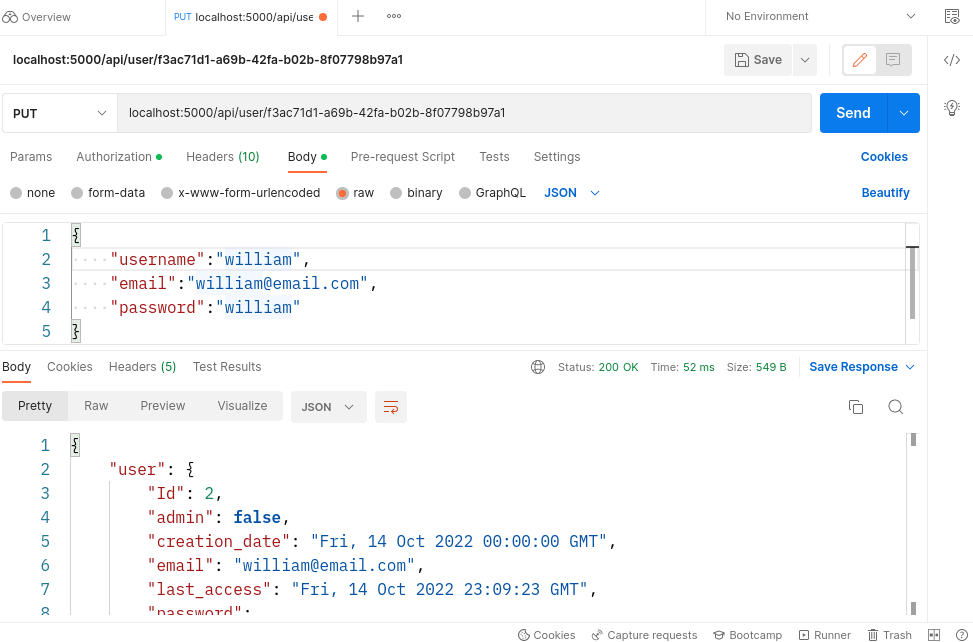 Overview
PUT localhost:5000/api/use
No Environment
localhost:5000/api/user/f3ac71d1-a69b-42fa-b02b-8f07798b97a1
Save
PUT localhost:5000/api/user/f3ac71d1-a69b-42fa-b02b-8f07798b97a1 Send
Params Authorization Headers (10) Body Pre-request Script Tests Settings Cookies
none form-data x-www-form-urlencoded raw binary GraphQL JSON Beautify
1 {
2 "username":"william",
3 "email":"william@email.com",
4 "password":"william"
5 }
Body Cookies Headers (5) Test Results Status: 200 OK Time: 52 ms Size: 549 B Save Response
Pretty Raw Preview Visualize JSON
1 {
2 "user": {
3 "Id": 2,
4 "admin": false,
5 "creation_date": "Fri, 14 Oct 2022 00:00:00 GMT",
6 "email": "william@email.com",
7 "last_access": "Fri, 14 Oct 2022 23:09:23 GMT",
8 "password":
Cookies Capture requests Bootcamp Runner Trash